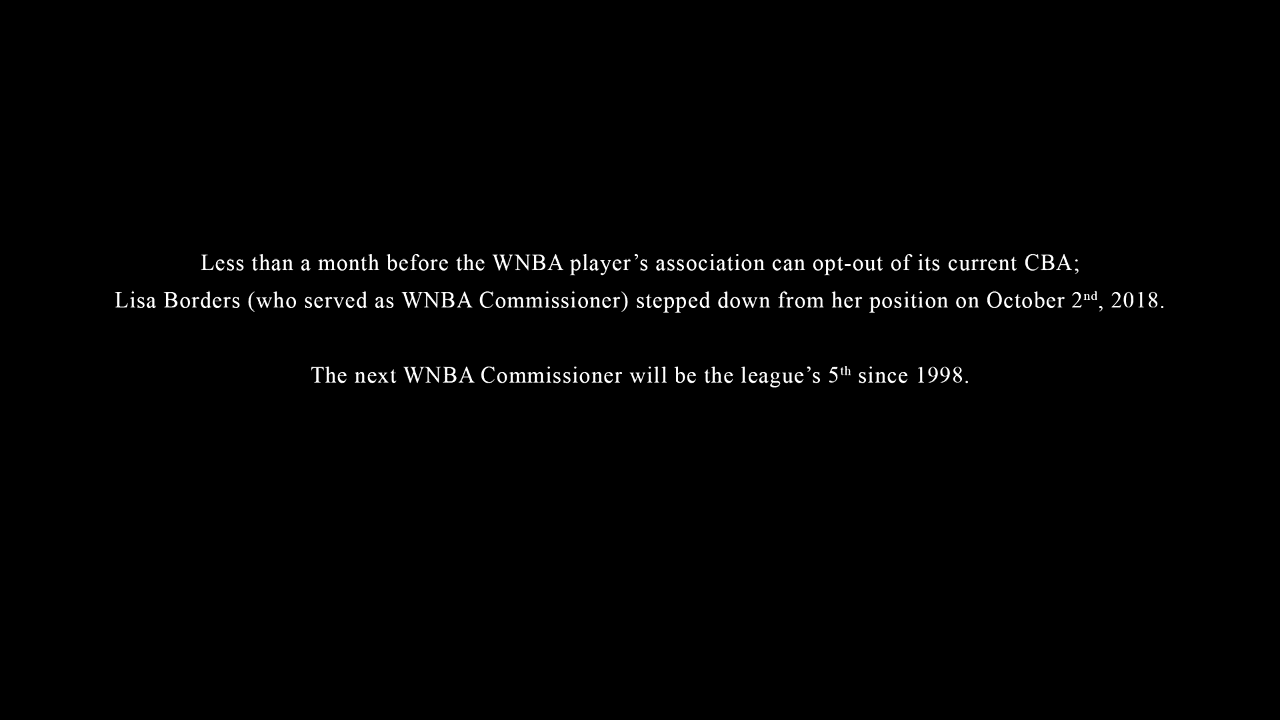 Less than a month before the WNBA player’s association can opt-out of its current CBA;
Lisa Borders (who served as WNBA Commissioner) stepped down from her position on October 2nd, 2018.
The next WNBA Commissioner will be the league’s 5th since 1998.